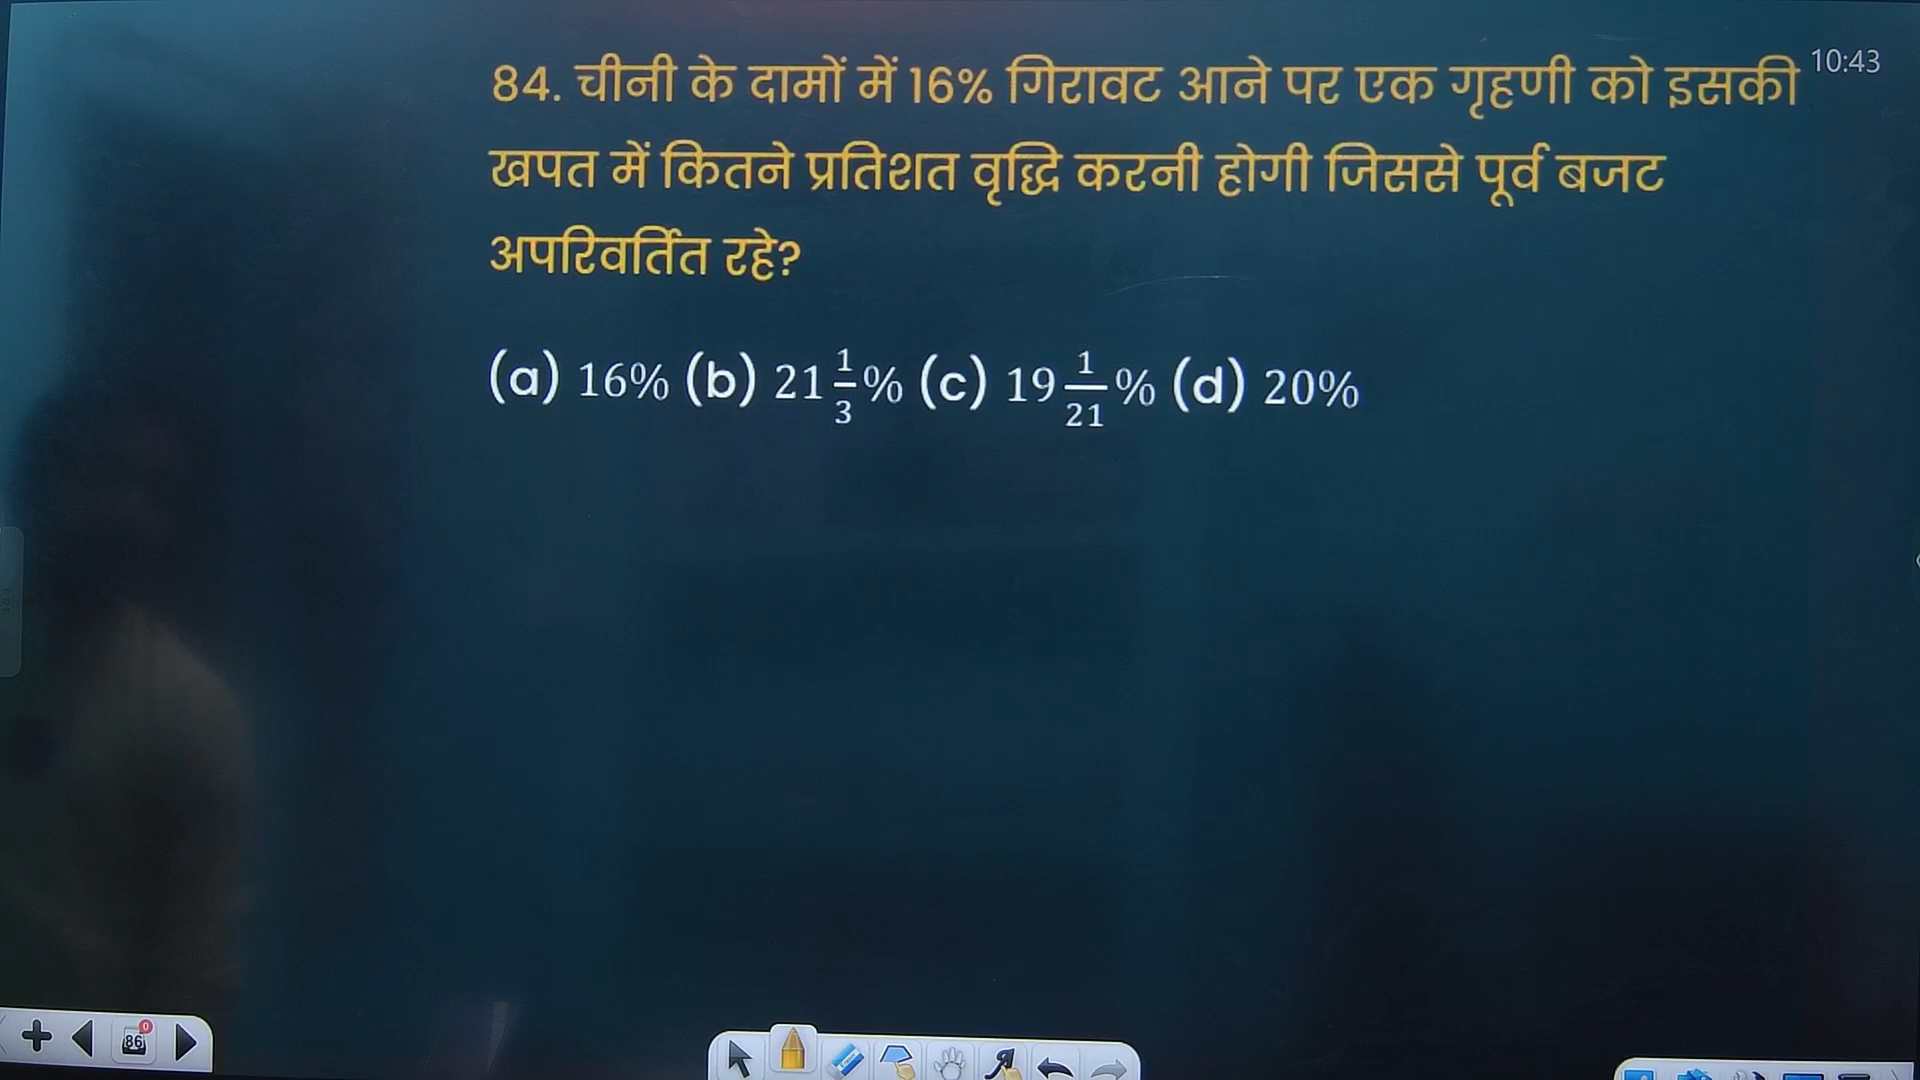 10:43
84. चीनी के दामों में 16% गिरावट आने पर एक गृहणी को इसकी
खपत में कितने प्रतिशत वृद्धि करनी होगी जिससे पूर्व बजट
अपरिवर्तित रहे?
(a) 16% (b) 21 1/3% (c) 19 1/21% (d) 20%
86
0